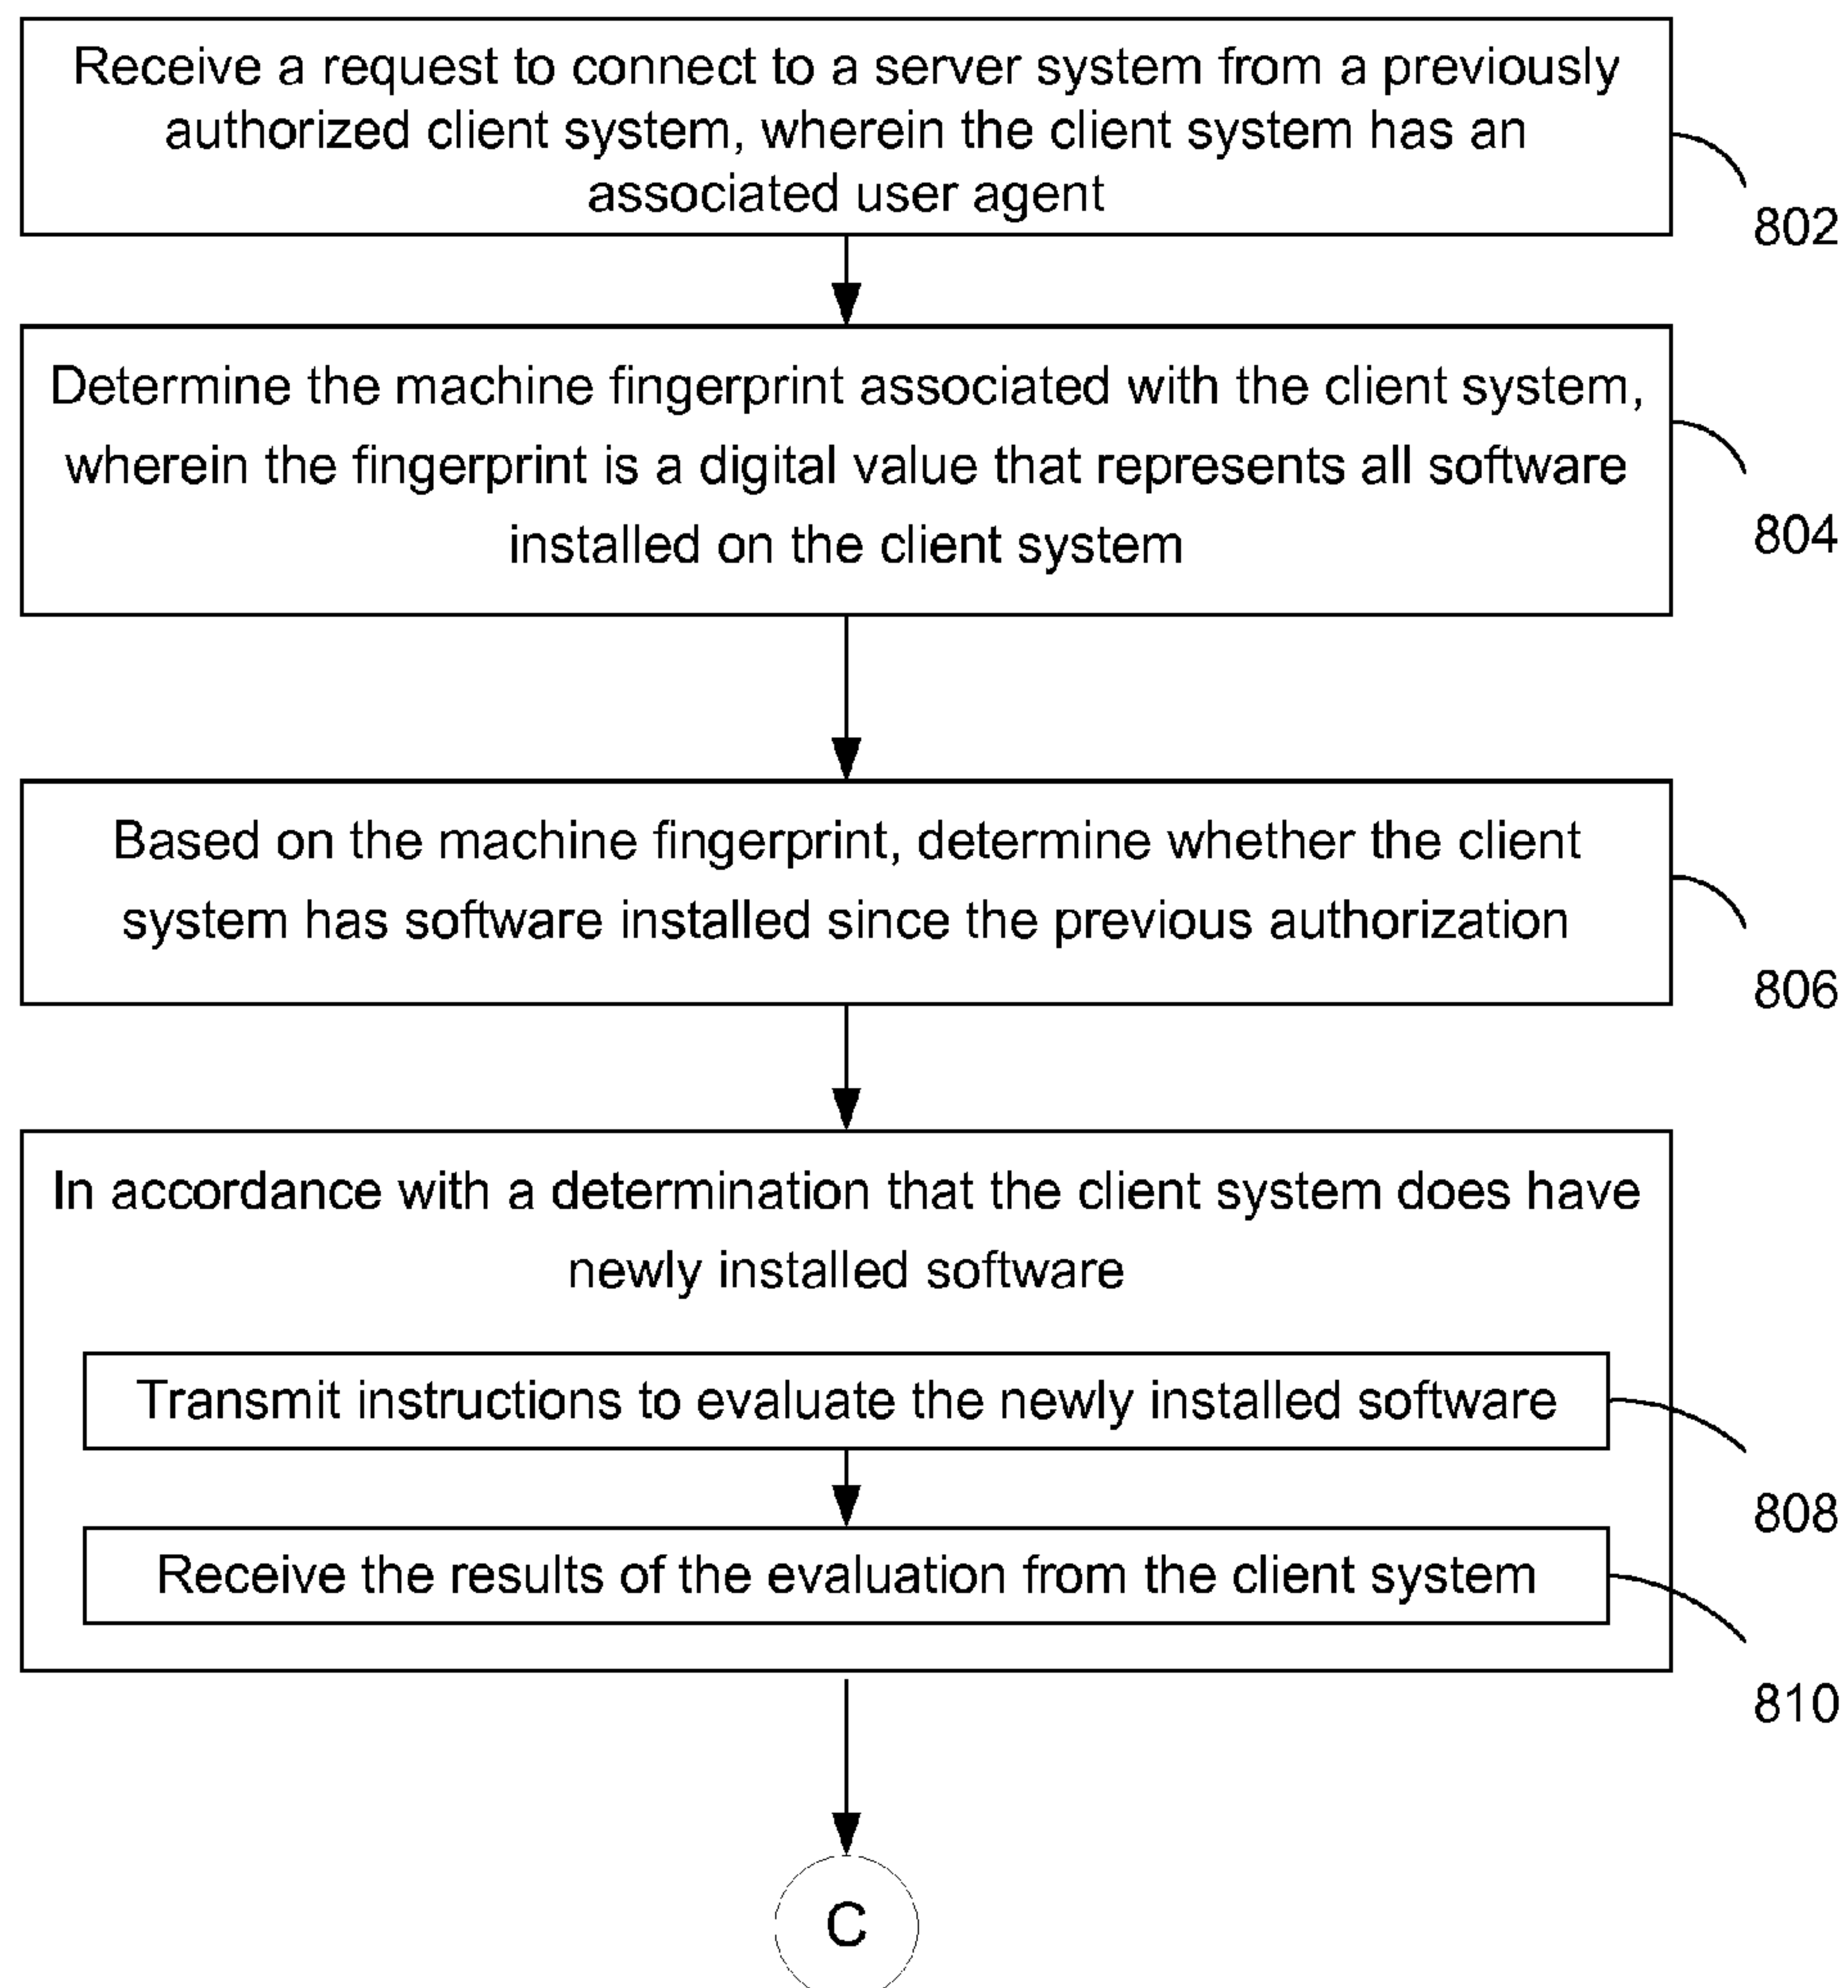 Receive a request to connect to a server system from a previously
authorized client system, wherein the client system has an
associated user agent
802
Determine the machine fingerprint associated with the client system,
wherein the fingerprint is a digital value that represents all software
installed on the client system
804
Based on the machine fingerprint, determine whether the client
system has software installed since the previous authorization
806
In accordance with a determination that the client system does have
newly installed software
Transmit instructions to evaluate the newly installed software
808
Receive the results of the evaluation from the client system
810
C